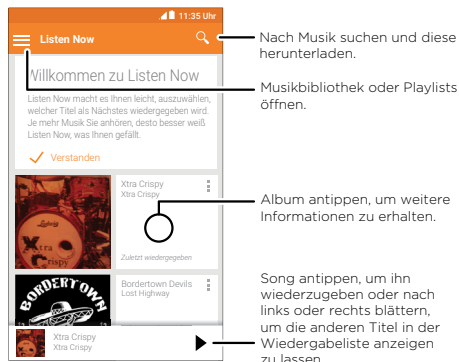 11:35 Uhr
Listen Now
Willkommen zu Listen Now
Listen Now macht es Ihnen leicht, auszuwählen,
welcher Titel als Nächstes wiedergegeben wird.
Je mehr Musik Sie anhören, desto besser weiß
Listen Now, was Ihnen gefällt.
Verstanden
Ludwig
Xtra
Crispy
Xtra Crispy
Xtra Crispy
Zuletzt wiedergegeben
BORDERTOWN
Bordertown Devils
Lost Highway
Xtra Crispy
Xtra Crispy
Nach Musik suchen und diese
herunterladen.
Musikbibliothek oder Playlists
öffnen.
Album antippen, um weitere
Informationen zu erhalten.
Song antippen, um ihn
wiederzugeben oder nach
links oder rechts blättern,
um die anderen Titel in der
Wiedergabeliste anzeigen
zu lassen